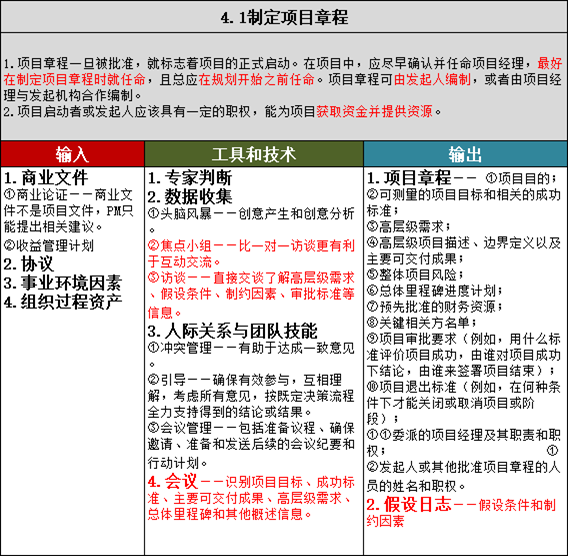 4.1制定项目章程
1.项目章程一旦被批准，就标志着项目的正式启动。在项目中，应尽早确认并任命项目经理，最好
在制定项目章程时就任命，且总应在规划开始之前任命。项目章程可由发起人编制，或者由项目经
理与发起机构合作编制。
2.项目启动者或发起人应该具有一定的职权，能为项目获取资金并提供资源。
输入
1.商业文件
①商业论证——商业文
件不是项目文件，PM只
能提出相关建议。
②收益管理计划
2.协议
3.事业环境因素
4.组织过程资产
工具和技术
1.专家判断
2.数据收集
①头脑风暴——创意产生和创意分析
。
②焦点小组——比一对一访谈更有利
于互动交流。
③访谈——直接交谈了解高层级需求
、假设条件、制约因素、审批标准等
信息。
3.人际关系与团队技能
①冲突管理——有助于达成一致意见
。
②引导——确保有效参与，互相理
解，考虑所有意见，按既定决策流程
全力支持得到的结论或结果。
③会议管理——包括准备议程、确保
邀请、准备和发送后续的会议纪要和
行动计划。
4.会议——识别项目目标、成功标
准、主要可交付成果、高层级需求、
总体里程碑和其他概述信息。
输出
1.项目章程—— ①项目目的；
②可测量的项目目标和相关的成功
标准；
③高层级需求；
④高层级项目描述、边界定义以及
主要可交付成果；
⑤整体项目风险；
⑥总体里程碑进度计划；
⑦预先批准的财务资源；
⑧关键相关方名单；
⑨项目审批要求（例如，用什么标
准评价项目成功，由谁对项目成功
下结论，由谁来签署项目结束）；
⑩项目退出标准（例如，在何种条
件下才能关闭或取消项目或阶
段）；
①①委派的项目经理及其职责和职
权； ①
②发起人或其他批准项目章程的人
员的姓名和职权。
2.假设日志——假设条件和制
约因素